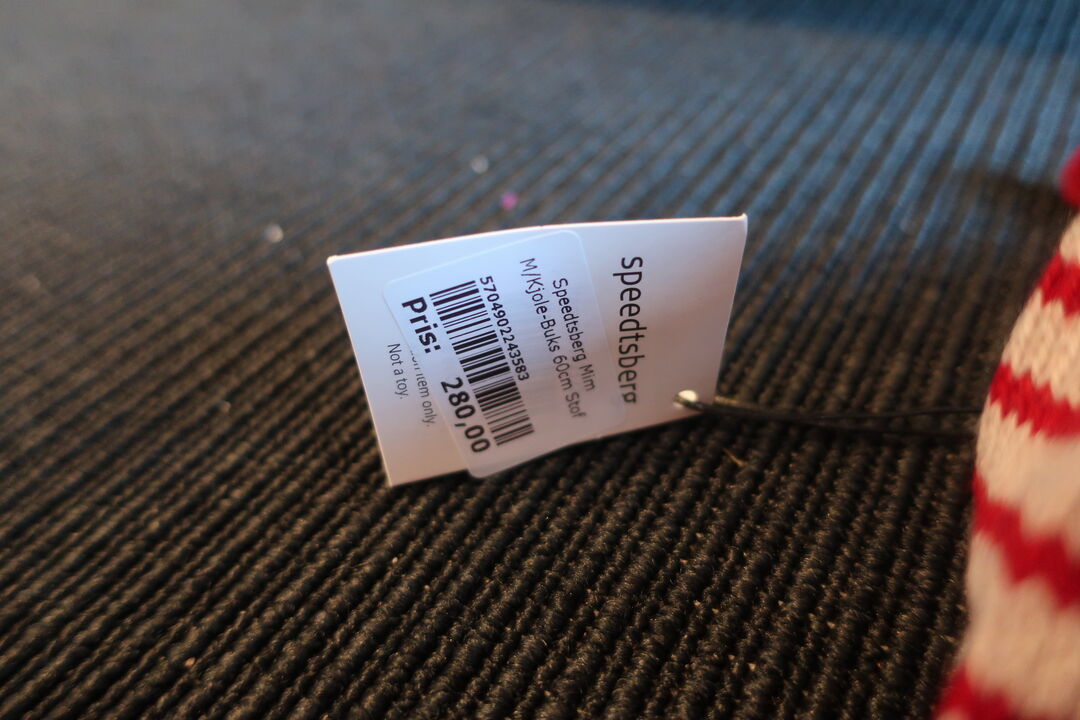 speedtsberg
Speedtsberg Mim
M/Kjole-Buks 60cm Stof
5704902243583
Pris: 280,00
item only.
Not a toy.